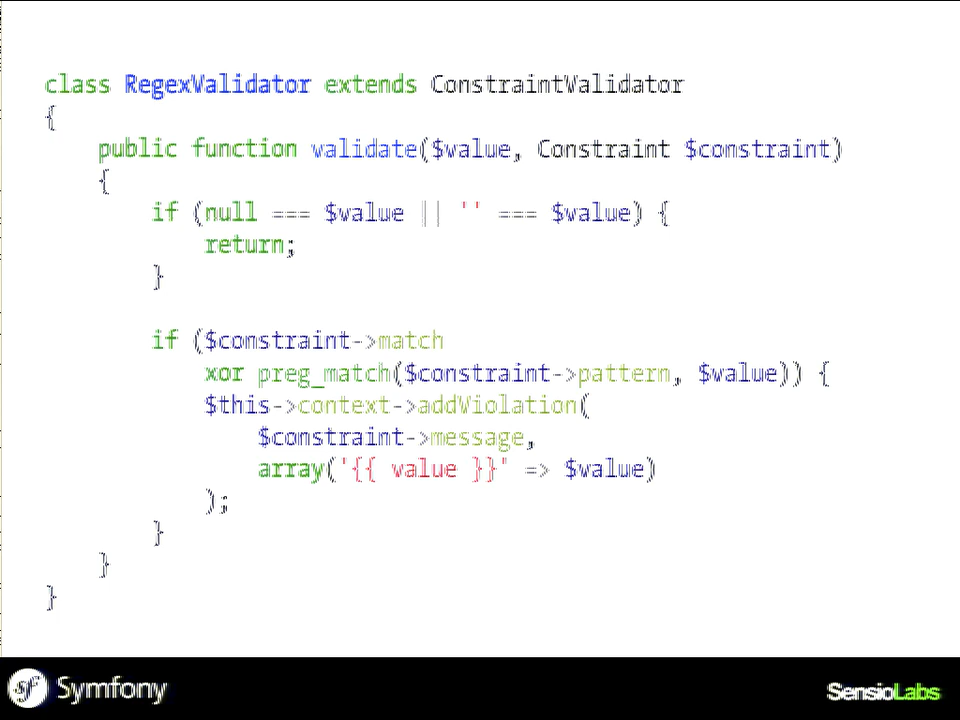 class RegexValidator extends ConstraintValidator
{
    public function validate($value, Constraint $constraint)
    {
        if (null === $value || '' === $value) {
            return;
        }

        if ($constraint->match
            xor preg_match($constraint->pattern, $value)) {
            $this->context->addViolation(
                $constraint->message,
                array('{{ value }}' => $value)
            );
        }
    }
}
sf Symfony
SensioLabs